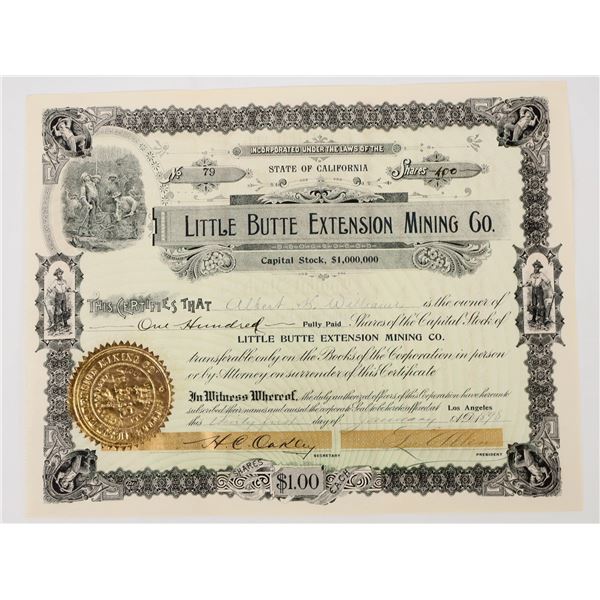 INCORPORATED UNDER THE LAWS OF THE
STATE OF CALIFORNIA
No 79
Shares 400
LITTLE BUTTE EXTENSION MINING CO.
Capital Stock, $1,000,000
THIS CERTIFIES THAT Albert K. Williams is the owner of
One Hundred Fully Paid Shares of the Capital Stock of
LITTLE BUTTE EXTENSION MINING CO.
transferable only on the Books of the Corporation in person
or by Attorney on surrender of this Certificate
In Witness Whereof, the duly authorized officers of this Corporation have hereunto
subscribed their names and caused the corporate Seal to be hereto affixed at Los Angeles
this day of January
H. C. Oakley
SECRETARY
PRESIDENT
SHARES
$1.00